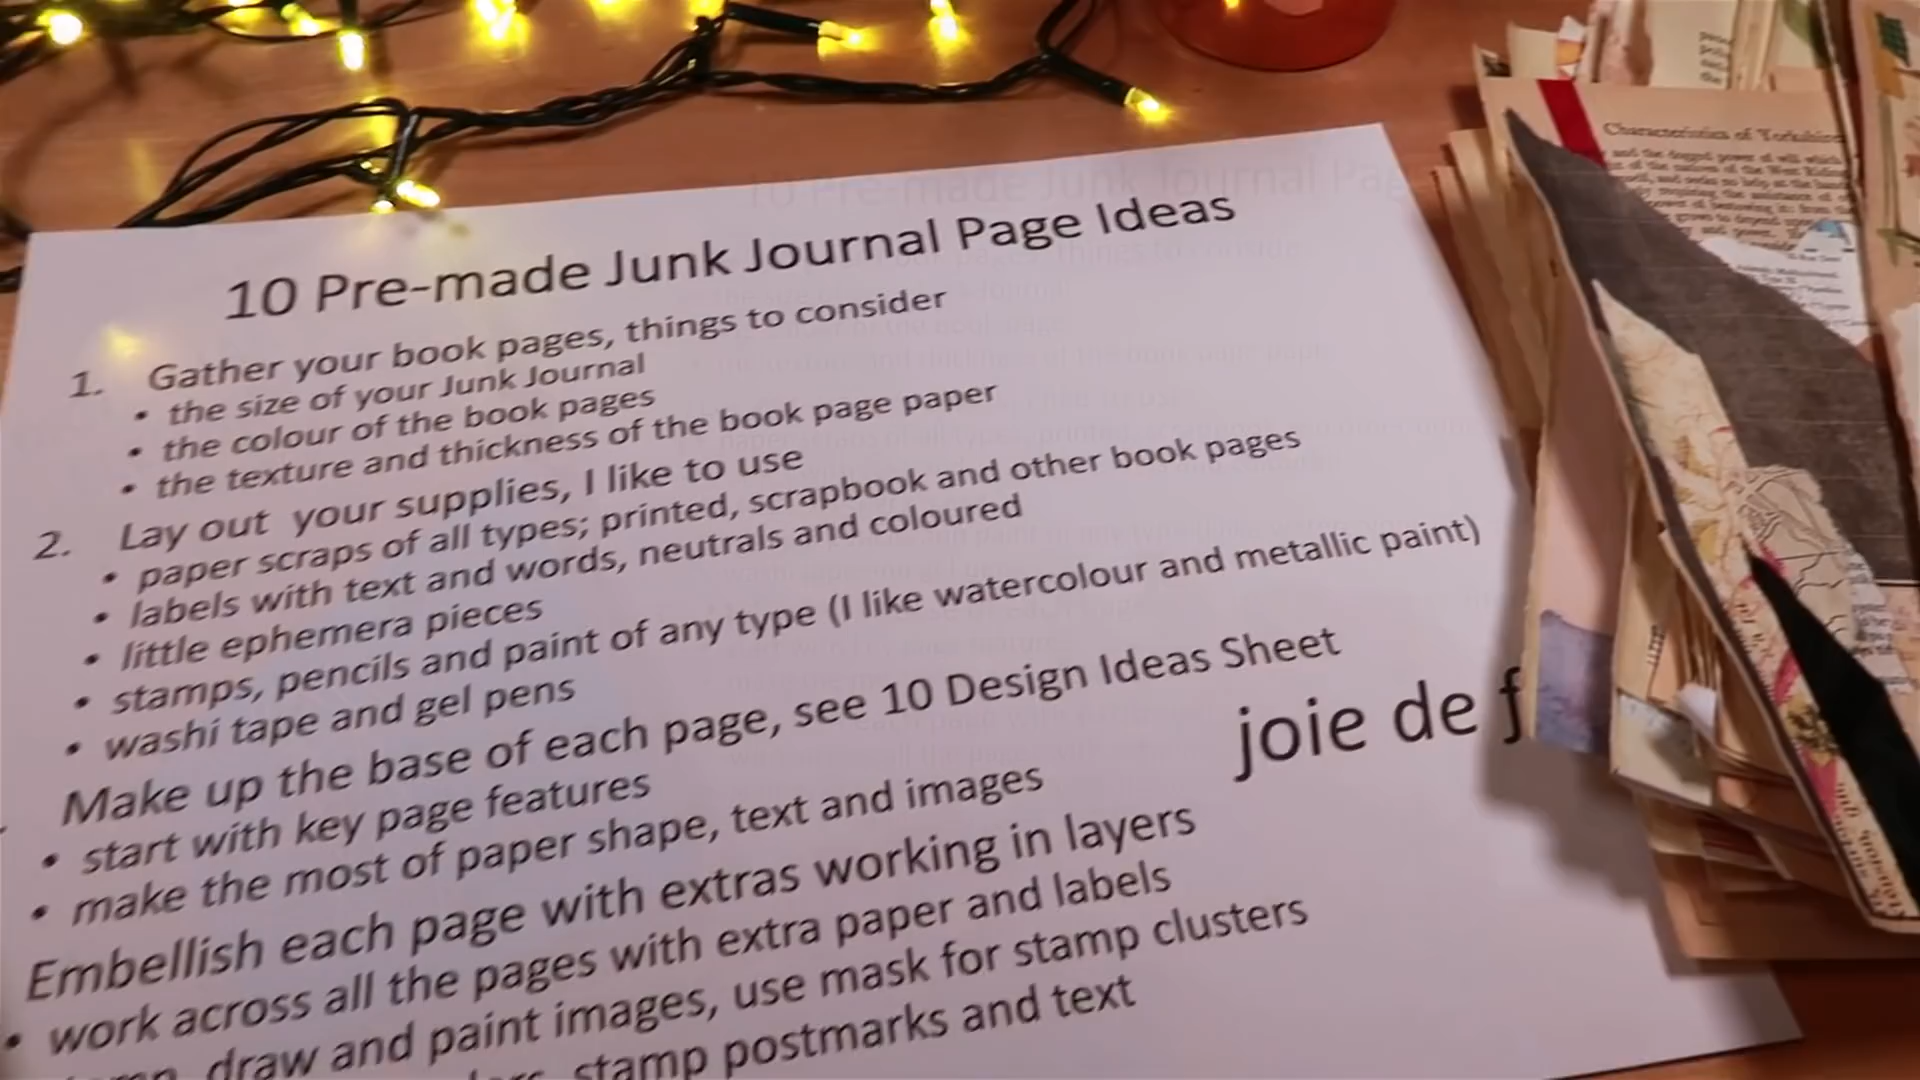 10 Pre-made Junk Journal Page Ideas
1. Gather your book pages, things to consider
• the size of your Junk Journal
• the colour of the book pages
• the texture and thickness of the book page paper
2. Lay out your supplies, I like to use
• paper scraps of all types; printed, scrapbook and other book pages
• labels with text and words, neutrals and coloured
• little ephemera pieces
• stamps, pencils and paint of any type (I like watercolour and metallic paint)
• washi tape and gel pens
Make up the base of each page, see 10 Design Ideas Sheet
• start with key page features
• make the most of paper shape, text and images
Embellish each page with extras working in layers
• work across all the pages with extra paper and labels
draw and paint images, use mask for stamp clusters
stamp postmarks and text
joie de f
Characteristics of Yorkshire
and the dogged power of will which